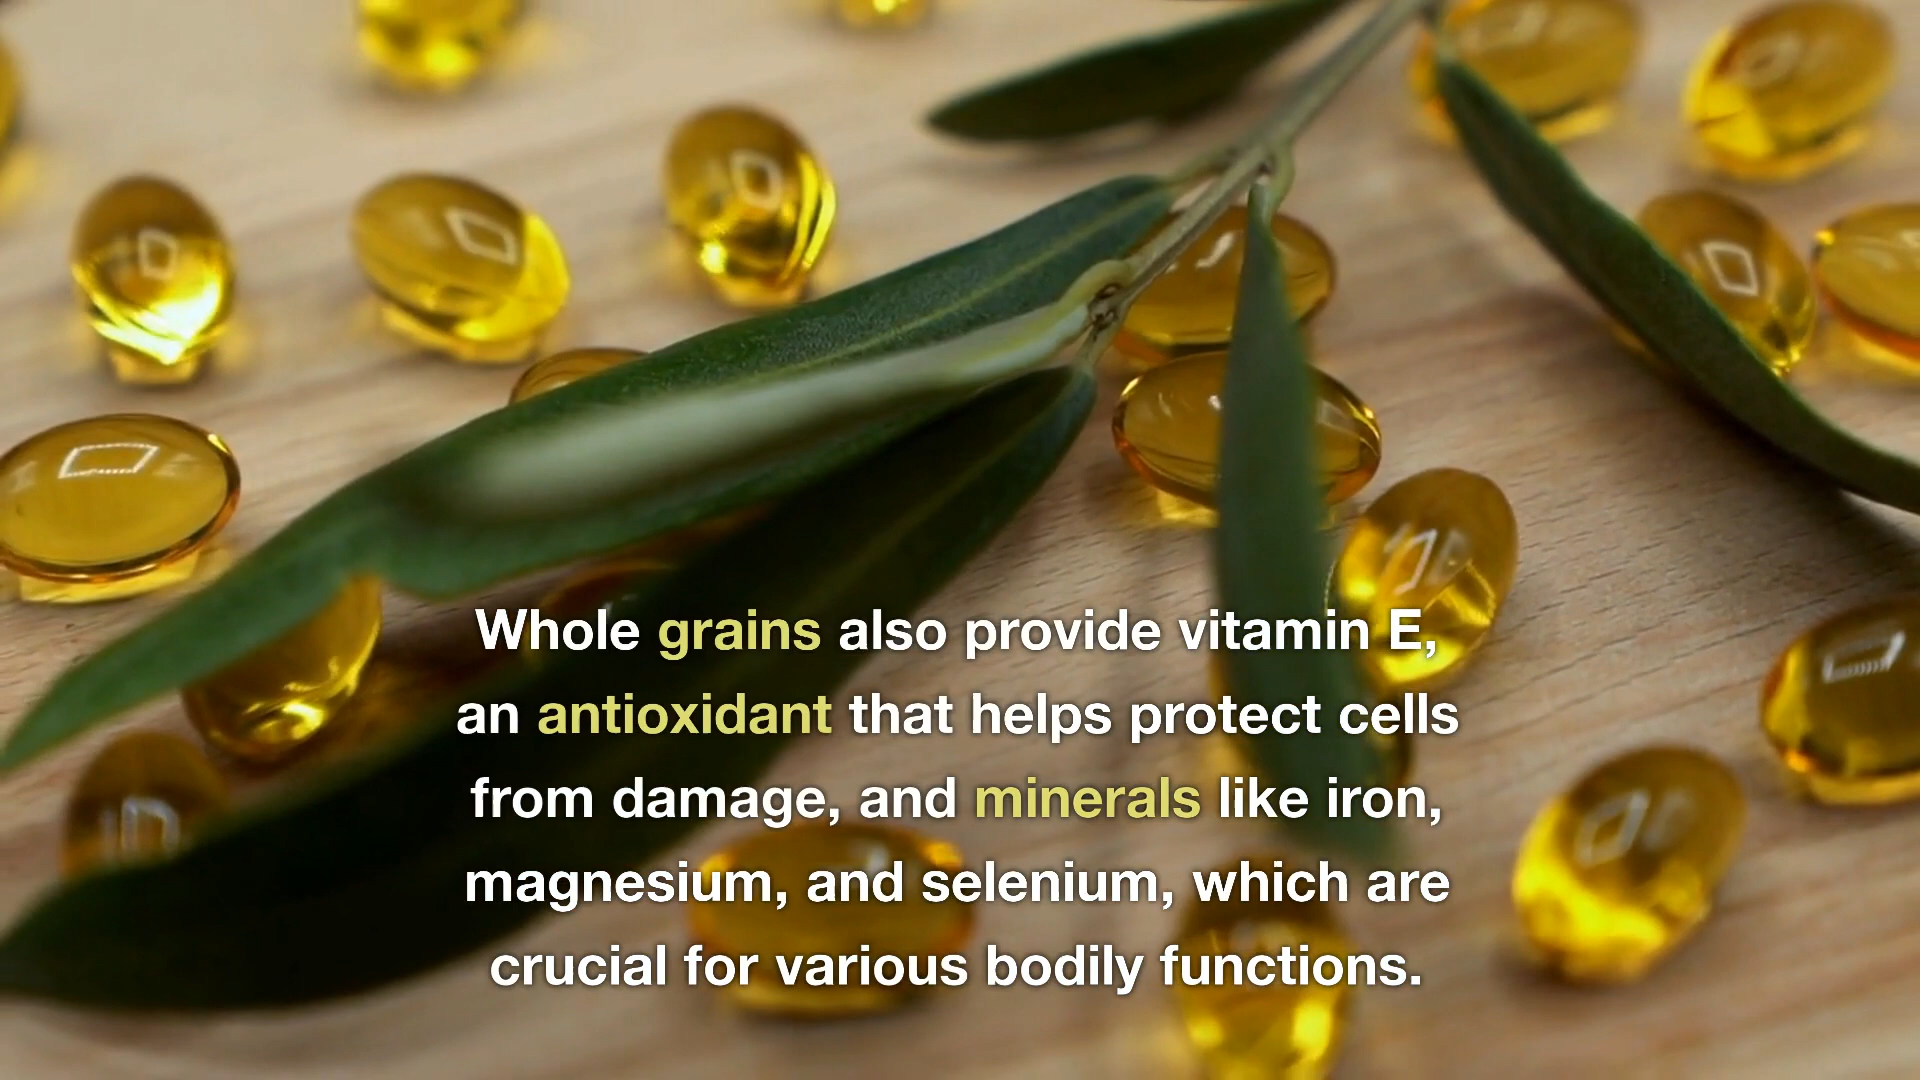 Whole grains also provide vitamin E,
an antioxidant that helps protect cells
from damage, and minerals like iron,
magnesium, and selenium, which are
crucial for various bodily functions.